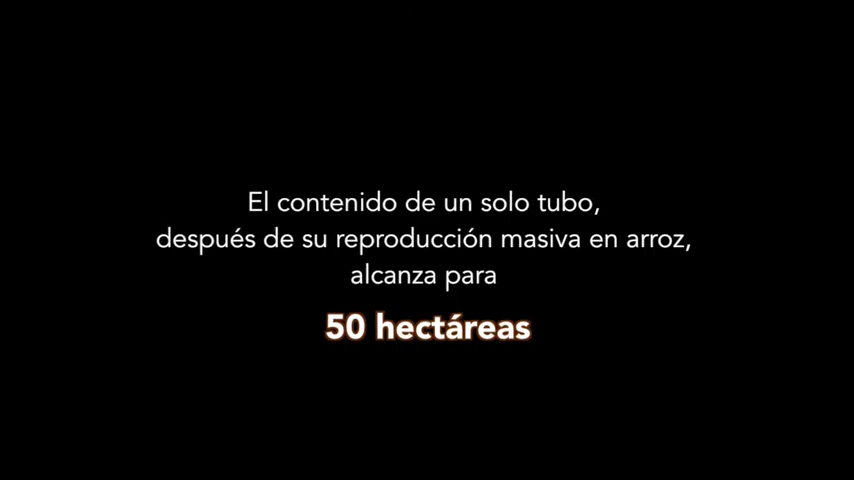 El contenido de un solo tubo,
después de su reproducción masiva en arroz,
alcanza para
50 hectáreas